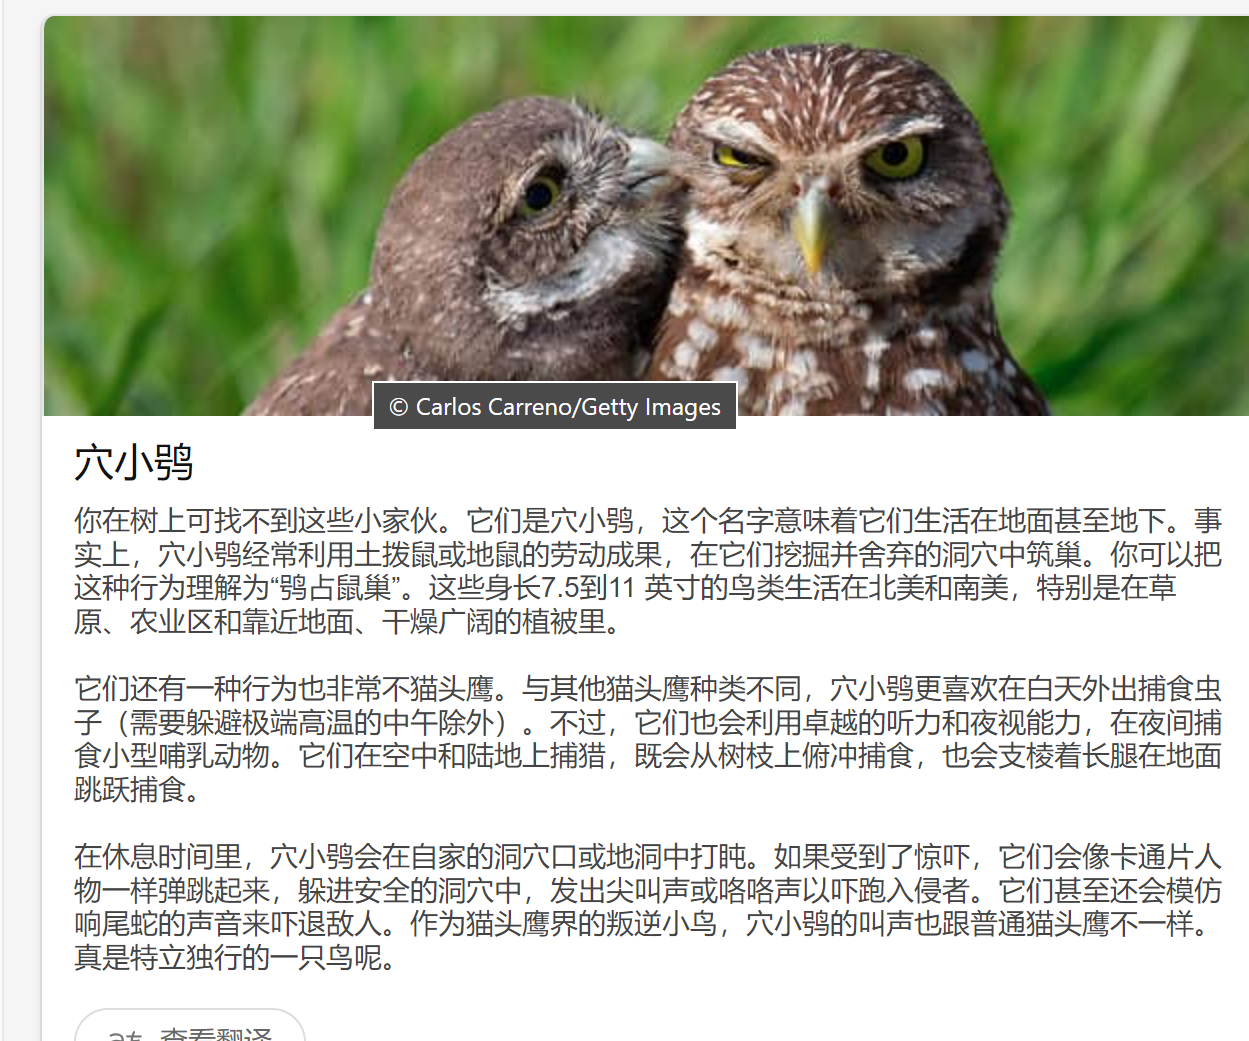 © Carlos Carreno/Getty Images
穴小鸮
你在树上可找不到这些小家伙。它们是穴小鸮，这个名字意味着它们生活在地面甚至地下。事
实上，穴小鸮经常利用土拨鼠或地鼠的劳动成果，在它们挖掘并舍弃的洞穴中筑巢。你可以把
这种行为理解为“鸮占鼠巢”。这些身长7.5到11 英寸的鸟类生活在北美和南美，特别是在草
原、农业区和靠近地面、干燥广阔的植被里。
它们还有一种行为也非常不猫头鹰。与其他猫头鹰种类不同，穴小鸮更喜欢在白天外出捕食虫
子（需要躲避极端高温的中午除外）。不过，它们也会利用卓越的听力和夜视能力，在夜间捕
食小型哺乳动物。它们在空中和陆地上捕猎，既会从树枝上俯冲捕食，也会支棱着长腿在地面
跳跃捕食。
在休息时间里，穴小鸮会在自家的洞穴口或地洞中打盹。如果受到了惊吓，它们会像卡通片人
物一样弹跳起来，躲进安全的洞穴中，发出尖叫声或咯咯声以吓跑入侵者。它们甚至还会模仿
响尾蛇的声音来吓退敌人。作为猫头鹰界的叛逆小鸟，穴小鸮的叫声也跟普通猫头鹰不一样。
真是特立独行的一只鸟呢。
查看翻译